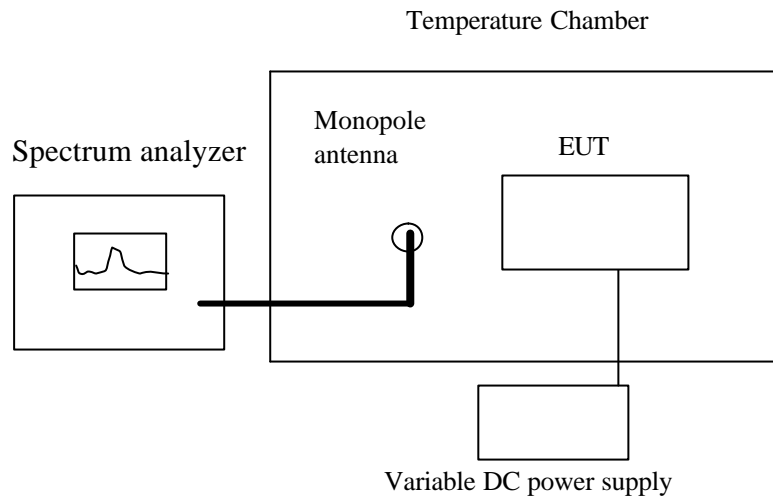 Temperature Chamber
Monopole
antenna
EUT
Spectrum analyzer
Variable DC power supply